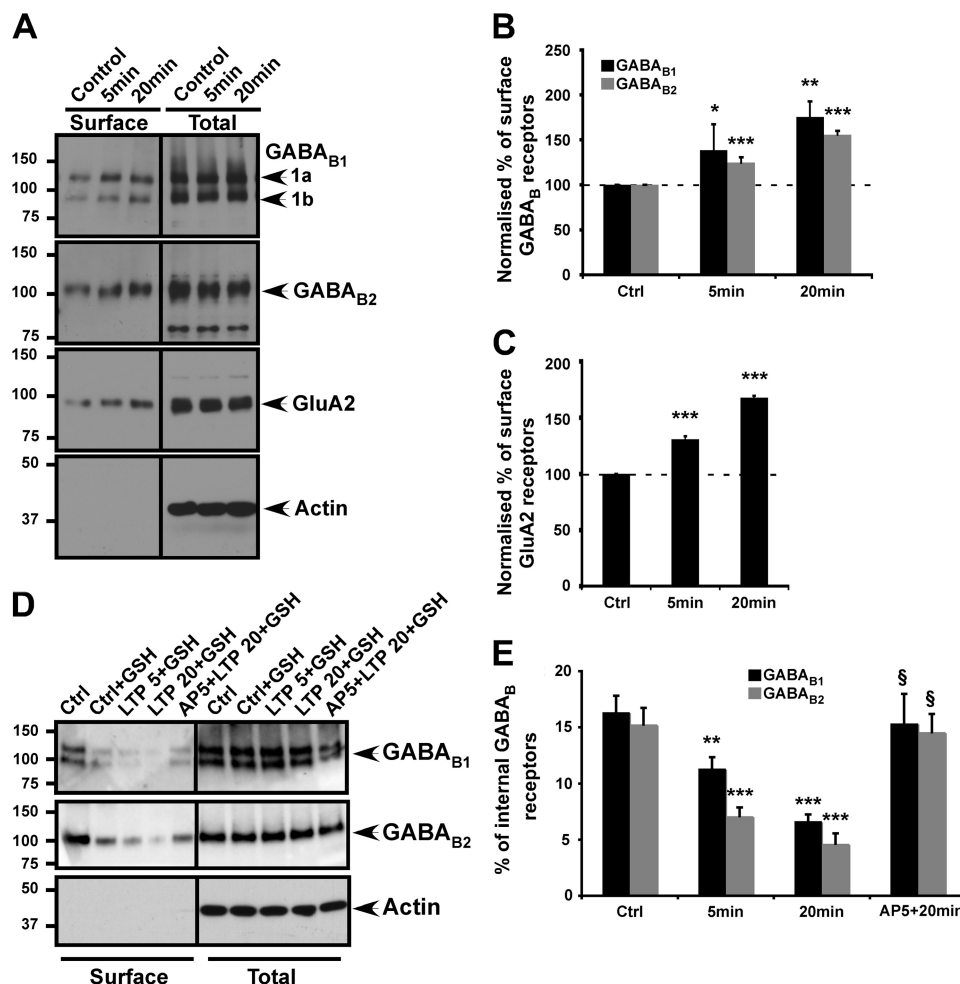 A
Control
5min
20min
Control
5min
20min
Surface
Total
150
100
75
GABAB1
1a
1b
150
100
75
GABAB2
150
100
75
GluA2
50
37
Actin
B
Normalised % of surface
GABAB receptors
250
200
150
100
50
0
GABAB1
GABAB2
*
***
**
***
Ctrl
5min
20min
C
Normalised % of surface
GluA2 receptors
200
150
100
50
0
***
***
Ctrl
5min
20min
D
Ctrl
Ctrl+GSH
LTP 5+GSH
LTP 20+GSH
AP5+LTP 20+GSH
Ctrl
Ctrl+GSH
LTP 5+GSH
LTP 20+GSH
AP5+LTP 20+GSH
150
100
75
GABAB1
150
100
75
GABAB2
50
37
Actin
Surface
Total
E
% of internal GABAB
receptors
20
15
10
5
0
GABAB1
GABAB2
**
***
***
***
§
§
Ctrl
5min
20min
AP5+20min